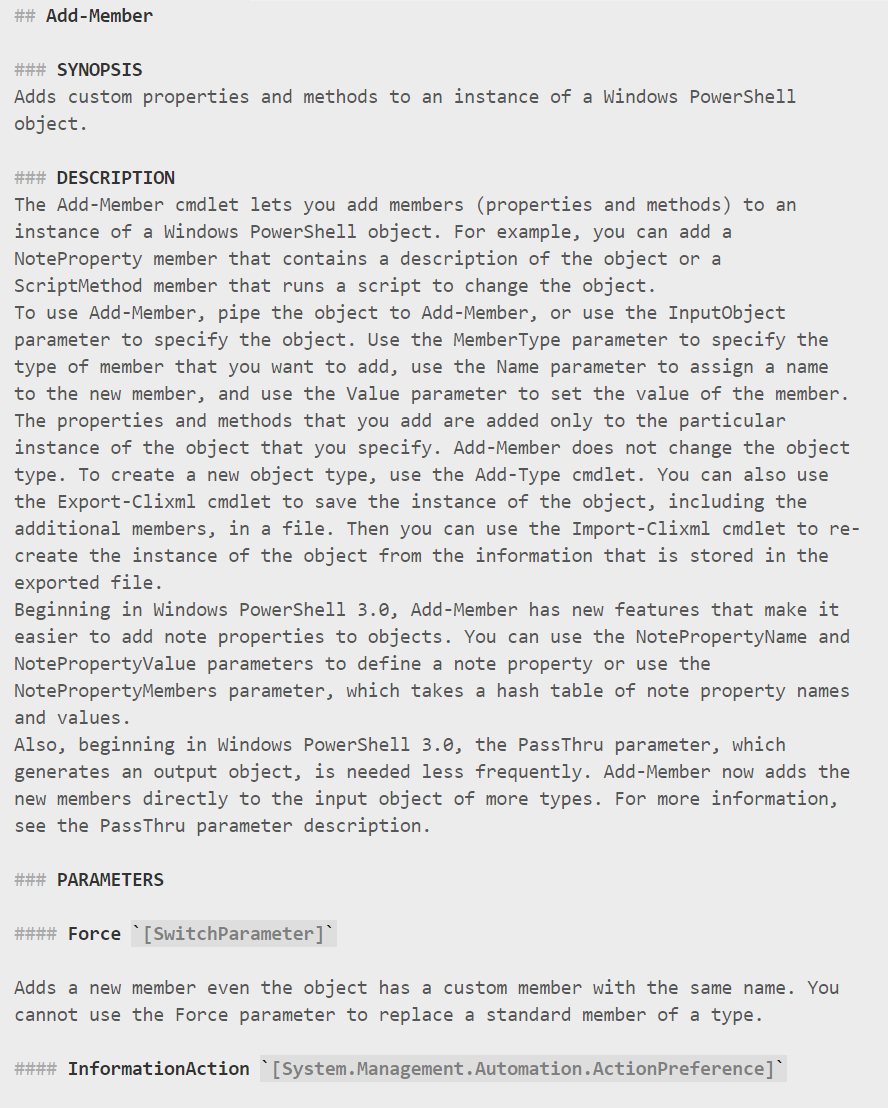 ## Add-Member
### SYNOPSIS
Adds custom properties and methods to an instance of a Windows PowerShell
object.
### DESCRIPTION
The Add-Member cmdlet lets you add members (properties and methods) to an
instance of a Windows PowerShell object. For example, you can add a
NoteProperty member that contains a description of the object or a
ScriptMethod member that runs a script to change the object.
To use Add-Member, pipe the object to Add-Member, or use the InputObject
parameter to specify the object. Use the MemberType parameter to specify the
type of member that you want to add, use the Name parameter to assign a name
to the new member, and use the Value parameter to set the value of the member.
The properties and methods that you add are added only to the particular
instance of the object that you specify. Add-Member does not change the object
type. To create a new object type, use the Add-Type cmdlet. You can also use
the Export-Clixml cmdlet to save the instance of the object, including the
additional members, in a file. Then you can use the Import-Clixml cmdlet to re-
create the instance of the object from the information that is stored in the
exported file.
Beginning in Windows PowerShell 3.0, Add-Member has new features that make it
easier to add note properties to objects. You can use the NotePropertyName and
NotePropertyValue parameters to define a note property or use the
NotePropertyMembers parameter, which takes a hash table of note property names
and values.
Also, beginning in Windows PowerShell 3.0, the PassThru parameter, which
generates an output object, is needed less frequently. Add-Member now adds the
new members directly to the input object of more types. For more information,
see the PassThru parameter description.
### PARAMETERS
#### Force `[SwitchParameter]`
Adds a new member even the object has a custom member with the same name. You
cannot use the Force parameter to replace a standard member of a type.
#### InformationAction `[System.Management.Automation.ActionPreference]`